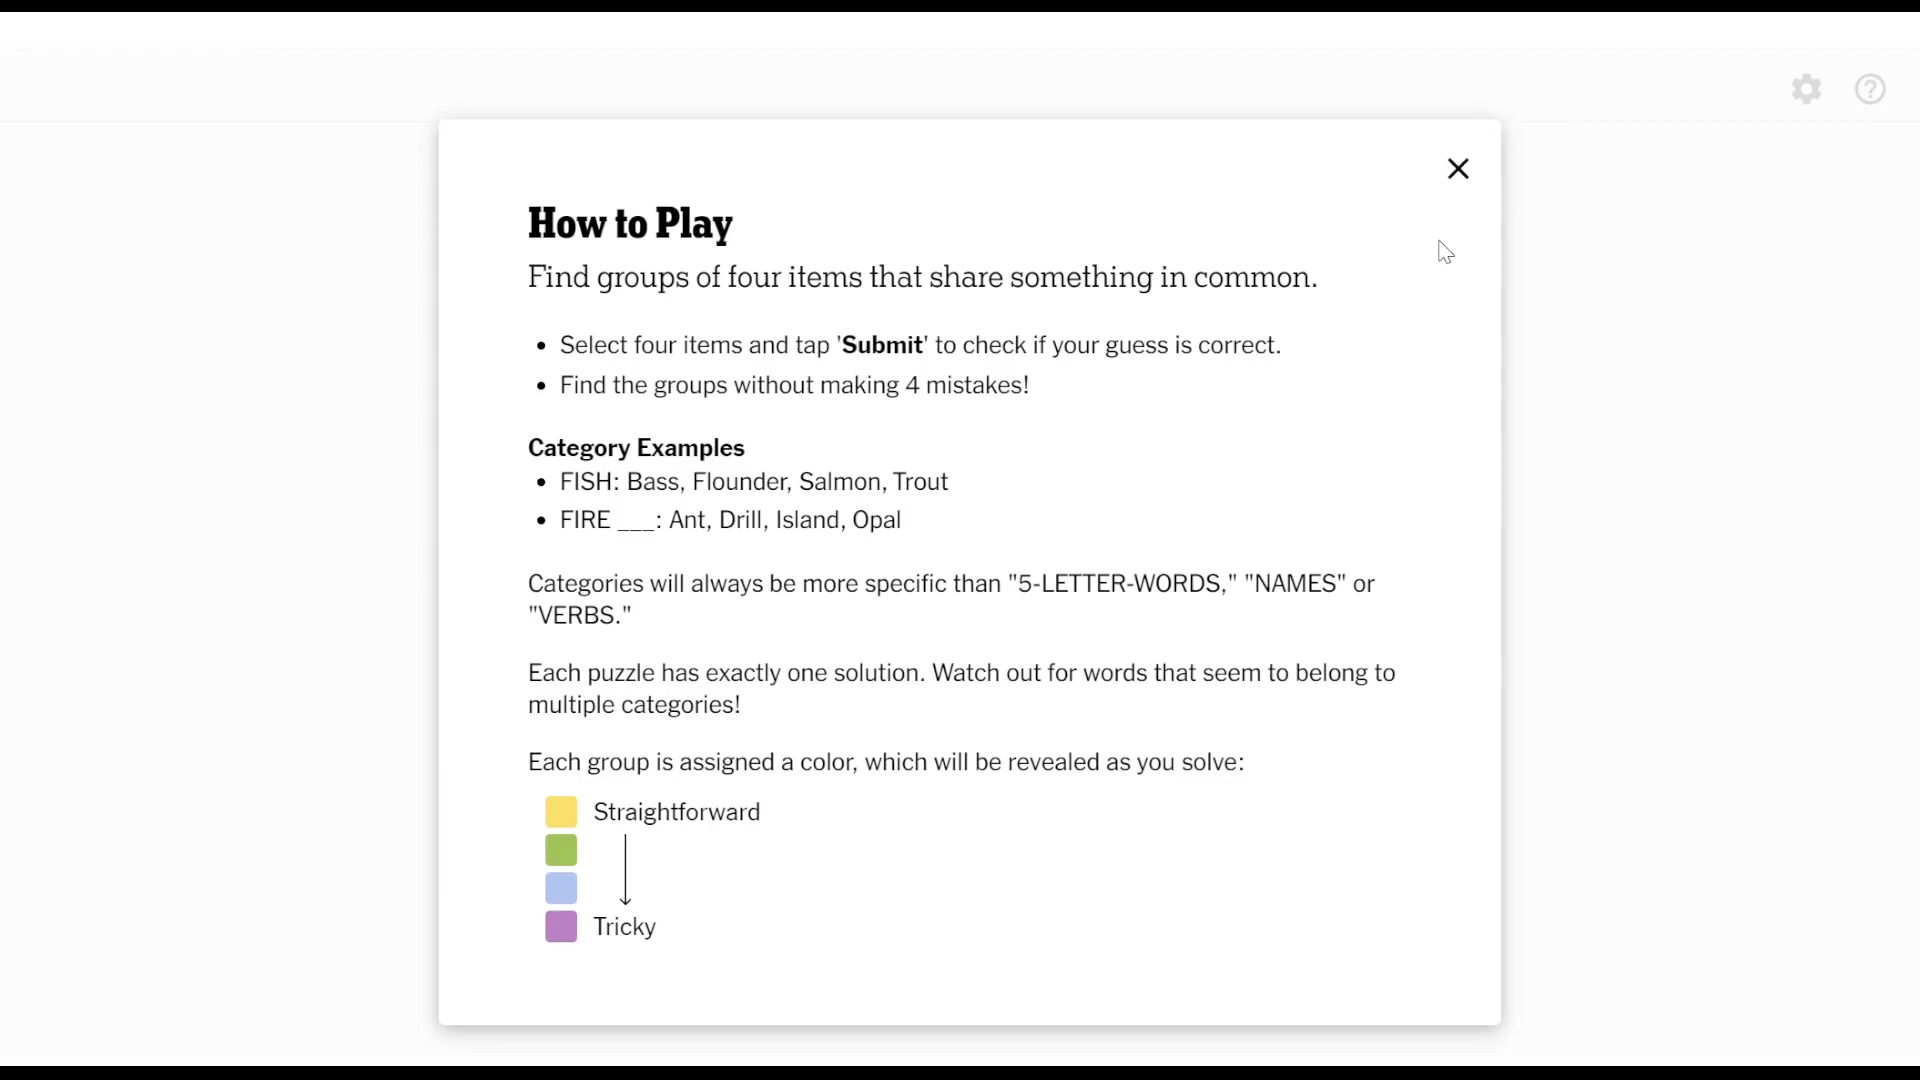 How to Play
Find groups of four items that share something in common.
• Select four items and tap 'Submit' to check if your guess is correct.
• Find the groups without making 4 mistakes!
Category Examples
• FISH: Bass, Flounder, Salmon, Trout
• FIRE ___: Ant, Drill, Island, Opal
Categories will always be more specific than "5-LETTER-WORDS," "NAMES" or
"VERBS."
Each puzzle has exactly one solution. Watch out for words that seem to belong to
multiple categories!
Each group is assigned a color, which will be revealed as you solve:
Straightforward
Tricky